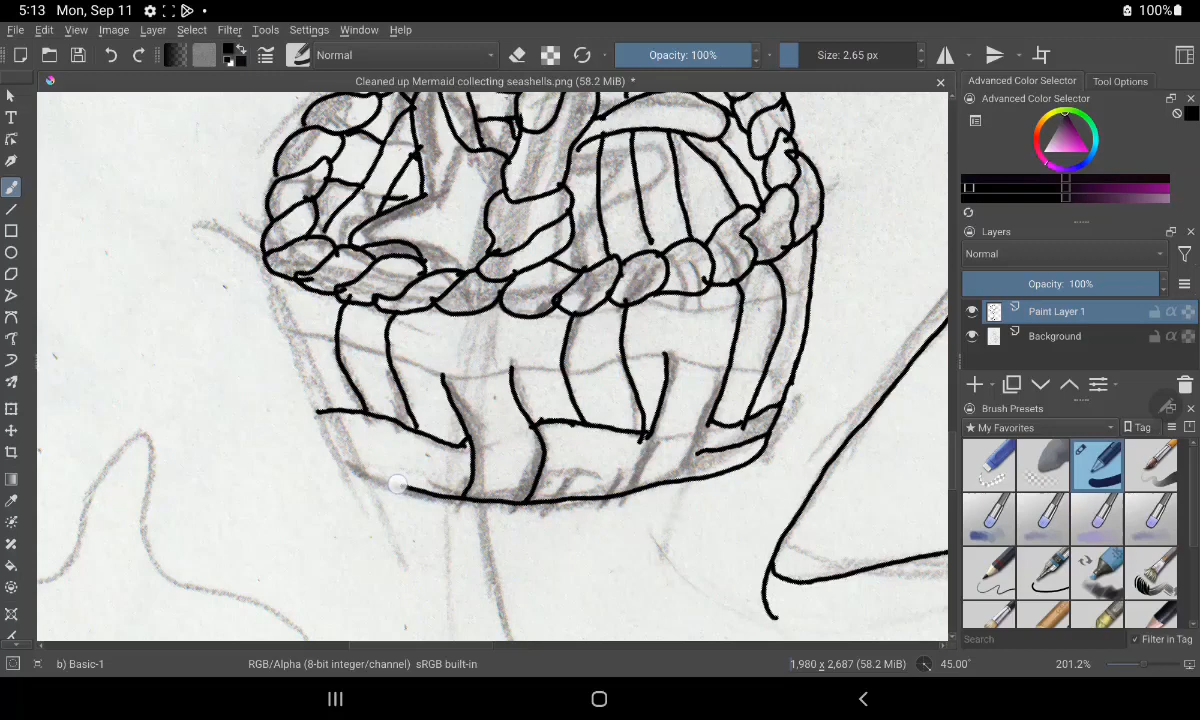 5:13 Mon, Sep 11 100%
File Edit View Image Layer Select Filter Tools Settings Window Help
Normal Opacity: 100% Size: 2.65 px
Cleaned up Mermaid collecting seashells.png (58.2 MiB) *
Advanced Color Selector Tool Options
Advanced Color Selector
Layers
Normal
Opacity: 100%
Paint Layer 1
Background
Brush Presets
★ My Favorites Tag
Search Filter in Tag
b) Basic-1 RGB/Alpha (8-bit integer/channel) sRGB built-in 1,980 x 2,687 (58.2 MiB) 45.00° 201.2%